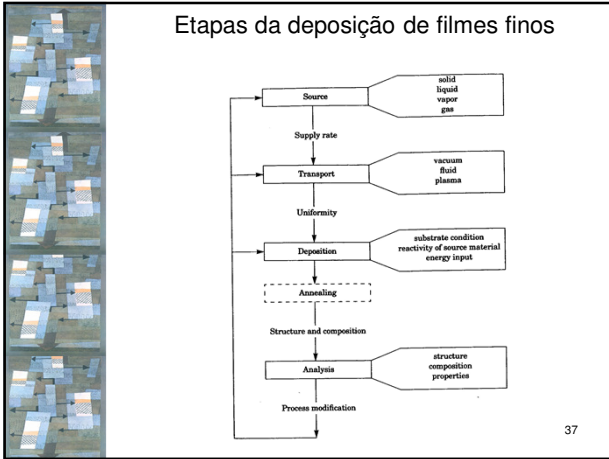 Etapas da deposição de filmes finos
Source
solid
liquid
vapor
gas
Supply rate
Transport
vacuum
fluid
plasma
Uniformity
Deposition
substrate condition
reactivity of source material
energy input
Annealing
Structure and composition
Analysis
structure
composition
properties
Process modification
37